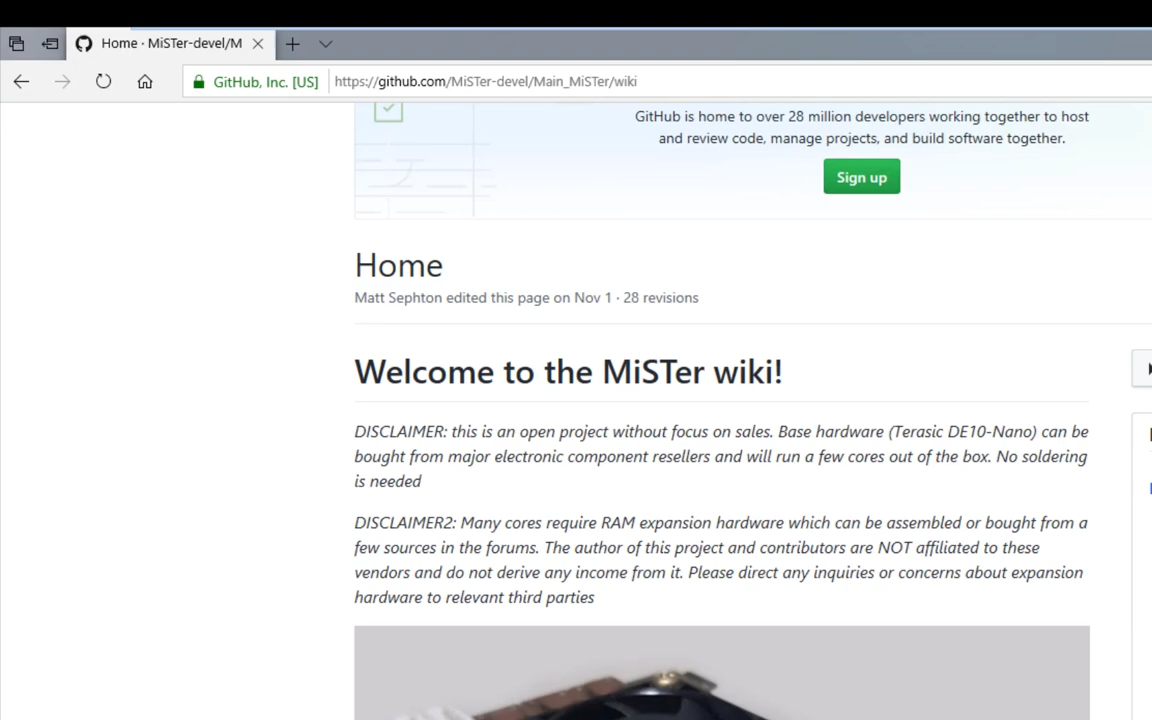 Home · MiSTer-devel/M
GitHub, Inc. [US] https://github.com/MiSTer-devel/Main_MiSTer/wiki
GitHub is home to over 28 million developers working together to host
and review code, manage projects, and build software together.
Sign up
Home
Matt Sephton edited this page on Nov 1 · 28 revisions
Welcome to the MiSTer wiki!
DISCLAIMER: this is an open project without focus on sales. Base hardware (Terasic DE10-Nano) can be
bought from major electronic component resellers and will run a few cores out of the box. No soldering
is needed
DISCLAIMER2: Many cores require RAM expansion hardware which can be assembled or bought from a
few sources in the forums. The author of this project and contributors are NOT affiliated to these
vendors and do not derive any income from it. Please direct any inquiries or concerns about expansion
hardware to relevant third parties